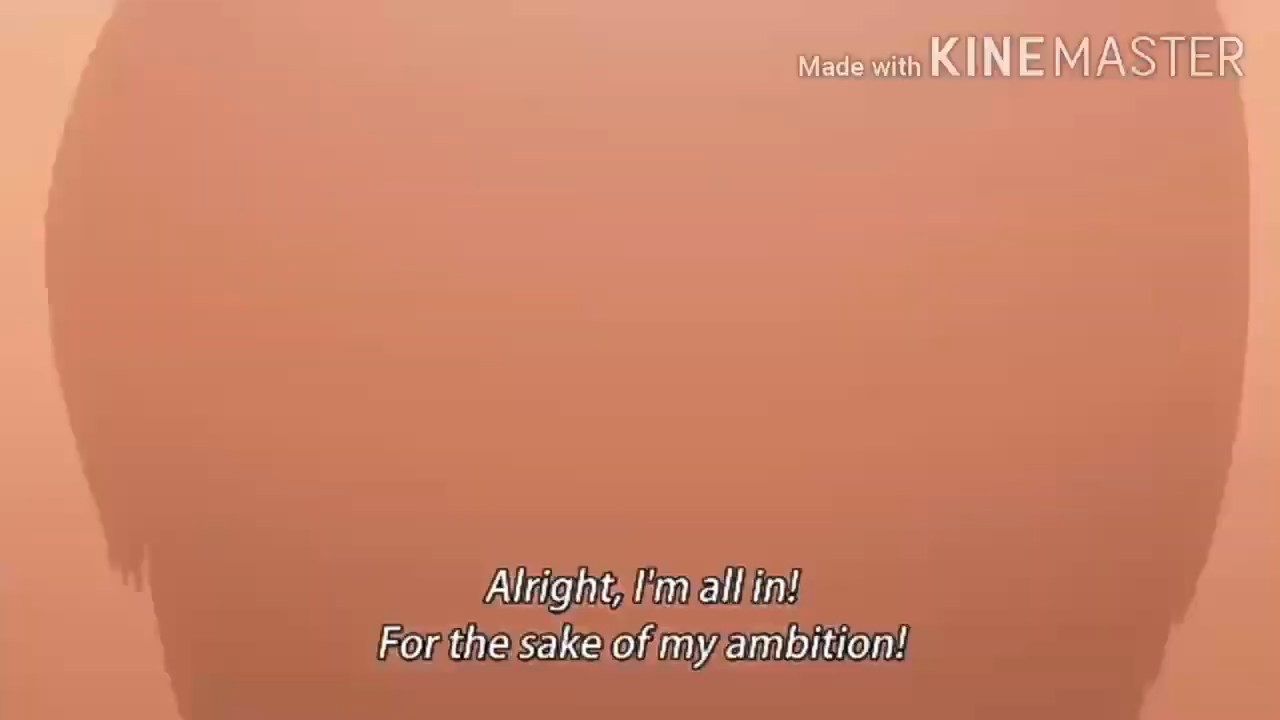 Made with KINEMASTER
Alright, I'm all in!
For the sake of my ambition!